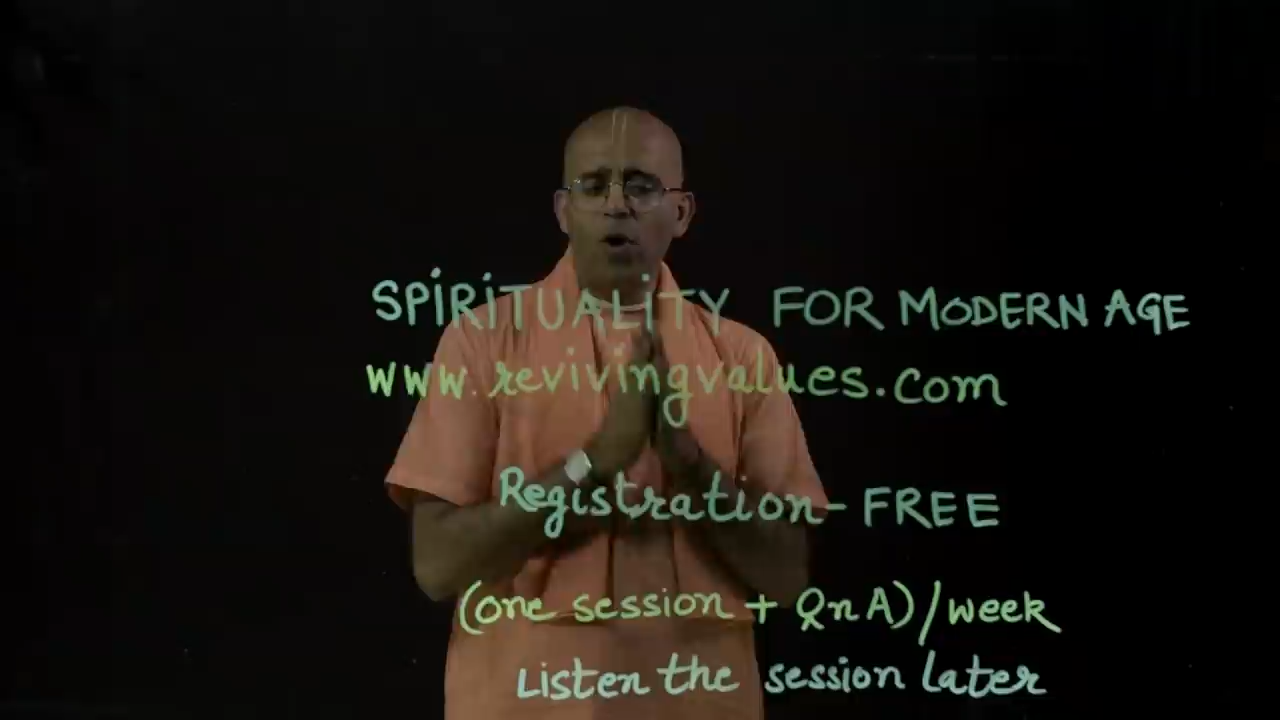 SPIRITUALITY FOR MODERN AGE
www.revivingvalues.com
Registration- FREE
(one session + QnA)/week
Listen the session later